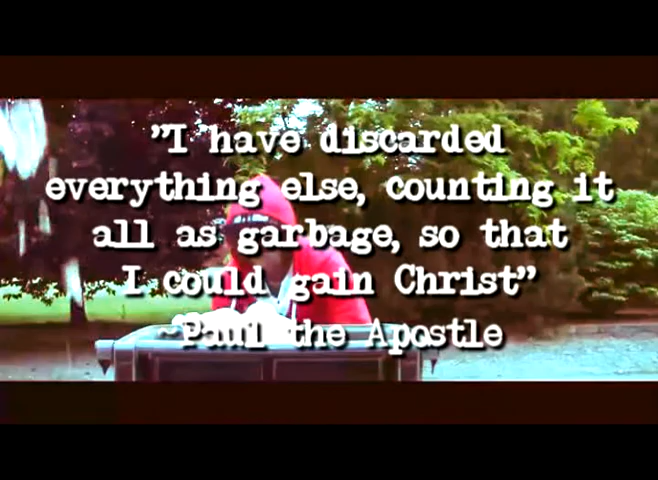 "I have discarded
everything else, counting it
all as garbage, so that
I could gain Christ"
~Paul the Apostle